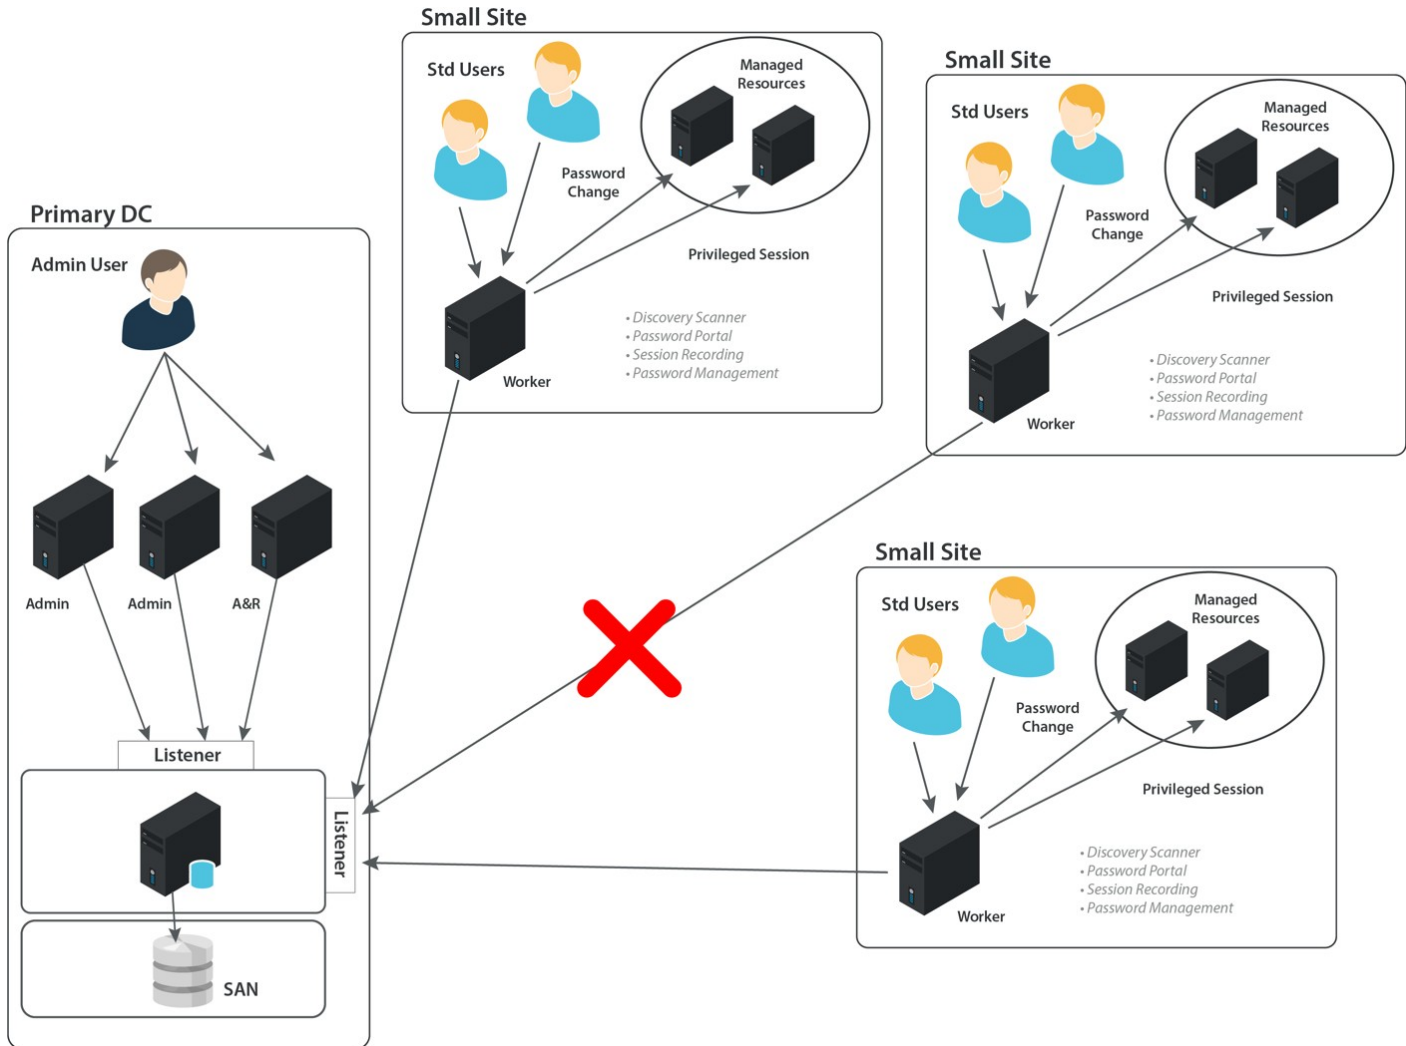 Small Site
Std Users
Managed
Resources
Password
Change
Privileged Session
• Discovery Scanner
• Password Portal
• Session Recording
• Password Management
Worker
Small Site
Std Users
Managed
Resources
Password
Change
Privileged Session
• Discovery Scanner
• Password Portal
• Session Recording
• Password Management
Worker
Primary DC
Admin User
Admin
Admin
A&R
Listener
Listener
SAN
Small Site
Std Users
Managed
Resources
Password
Change
Privileged Session
• Discovery Scanner
• Password Portal
• Session Recording
• Password Management
Worker